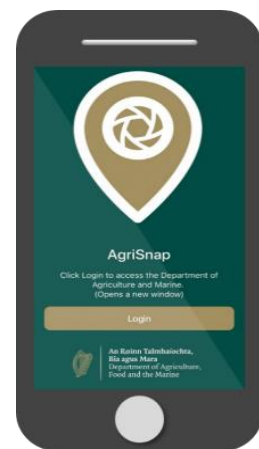 AgriSnap
Click Login to access the Department of
Agriculture and Marine.
(Opens a new window)
Login
An Roinn Talmhaíochta,
Bia agus Mara
Department of Agriculture,
Food and the Marine